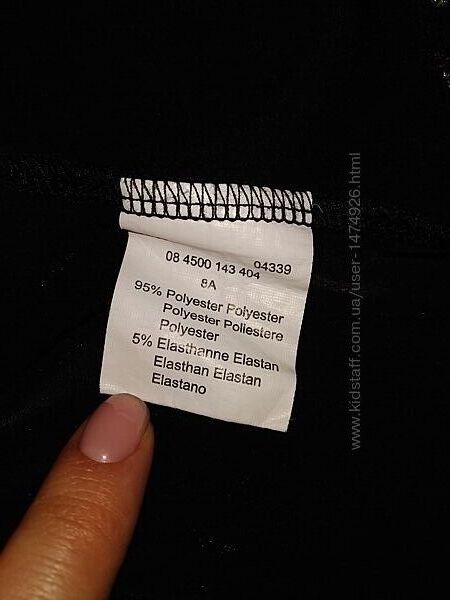 08 4500 143 404 04339
8A
95% Polyester Polyester
Polyester Poliestere
Polyester
5% Elasthanne Elastan
Elasthan Elastan
Elastano
www.kidstaff.com.ua/user-1474926.html